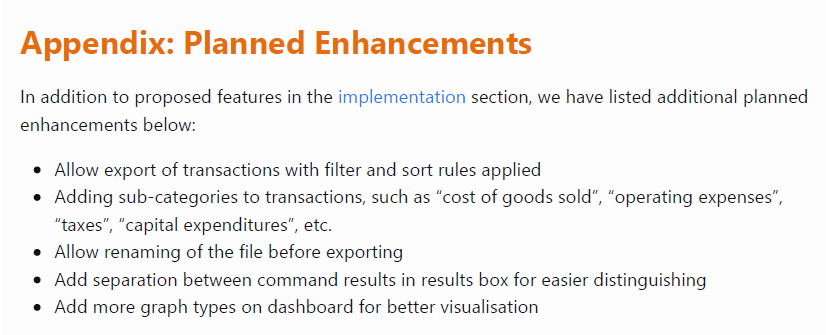 Appendix: Planned Enhancements
In addition to proposed features in the implementation section, we have listed additional planned
enhancements below:
• Allow export of transactions with filter and sort rules applied
• Adding sub-categories to transactions, such as “cost of goods sold”, “operating expenses”,
“taxes”, “capital expenditures”, etc.
• Allow renaming of the file before exporting
• Add separation between command results in results box for easier distinguishing
• Add more graph types on dashboard for better visualisation